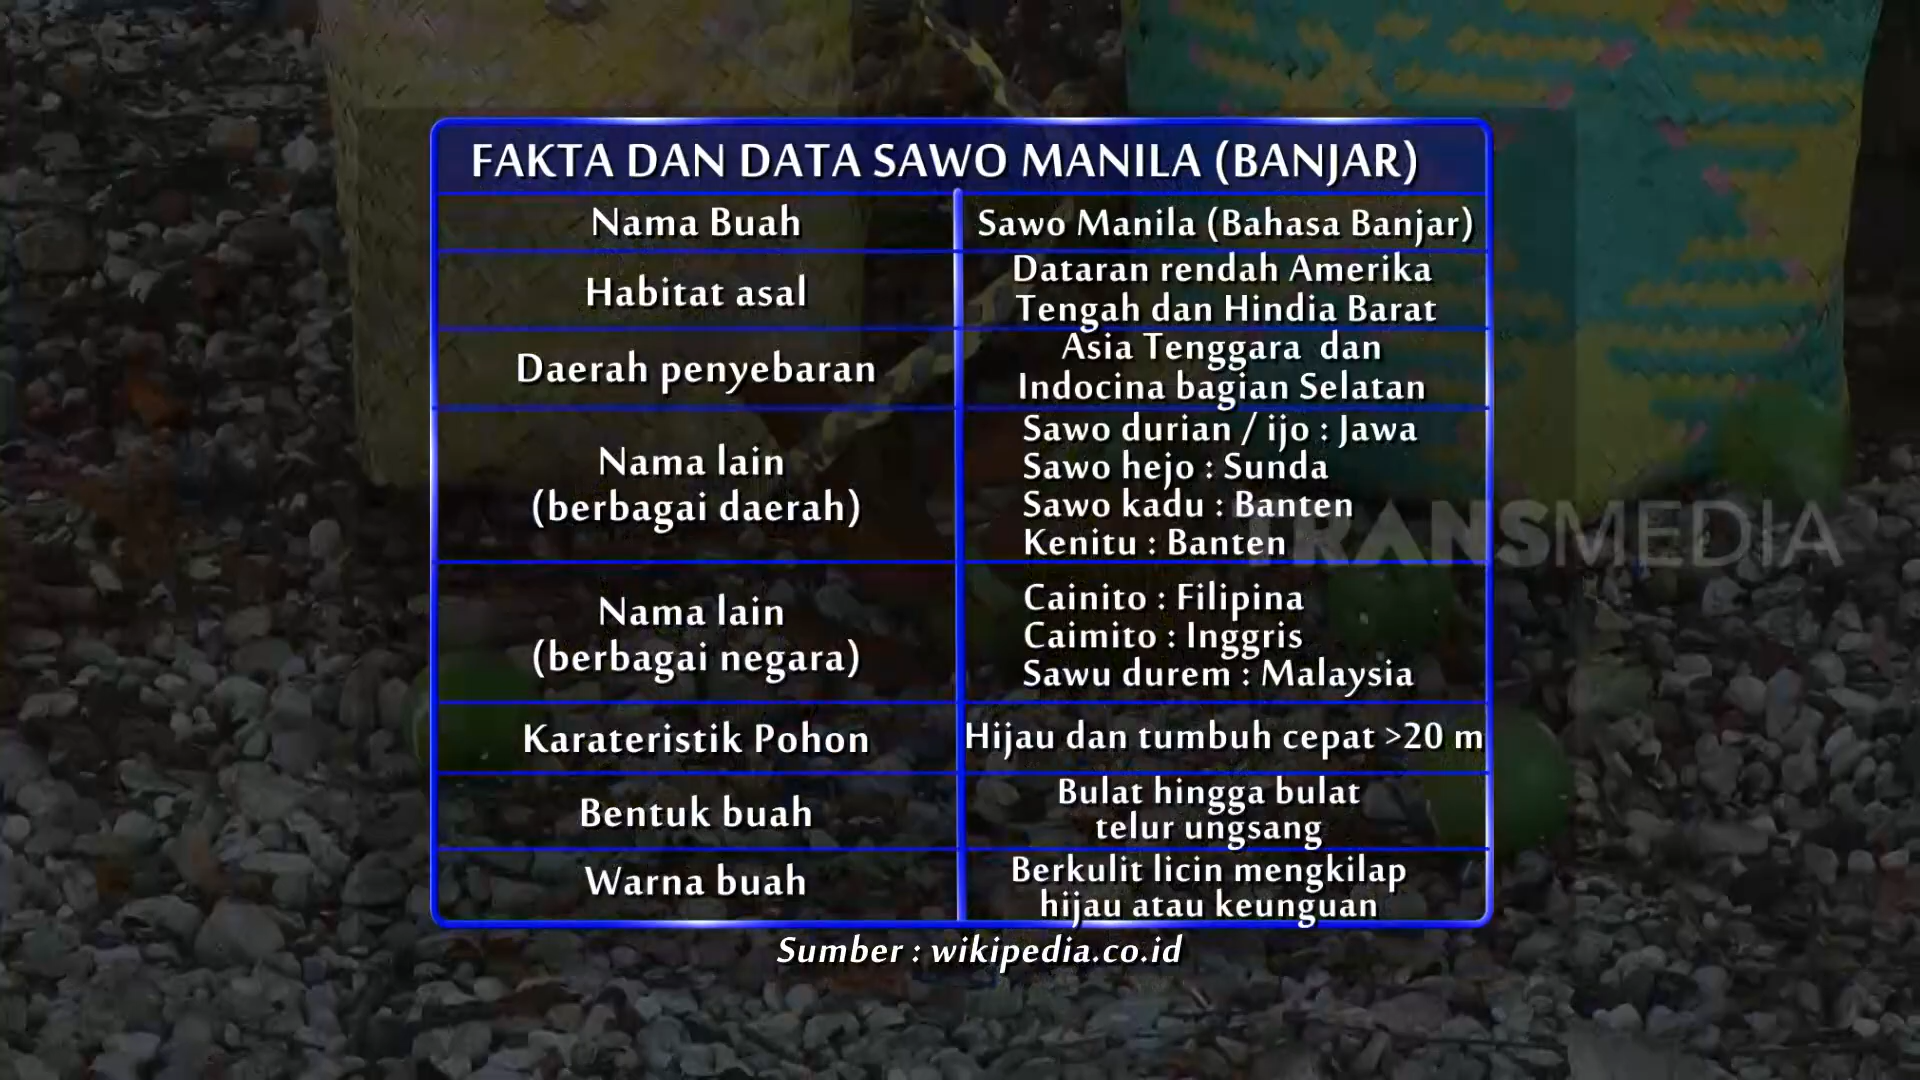 FAKTA DAN DATA SAWO MANILA (BANJAR)
Nama Buah
Sawo Manila (Bahasa Banjar)
Habitat asal
Dataran rendah Amerika
Tengah dan Hindia Barat
Daerah penyebaran
Asia Tenggara dan
Indocina bagian Selatan
Nama lain
(berbagai daerah)
Sawo durian / ijo : Jawa
Sawo hejo : Sunda
Sawo kadu : Banten
Kenitu : Banten
Nama lain
(berbagai negara)
Cainito : Filipina
Caimito : Inggris
Sawu durem : Malaysia
Karateristik Pohon
Hijau dan tumbuh cepat >20 m
Bentuk buah
Bulat hingga bulat
telur ungsang
Warna buah
Berkulit licin mengkilap
hijau atau keunguan
Sumber : wikipedia.co.id
TRANSMEDIA